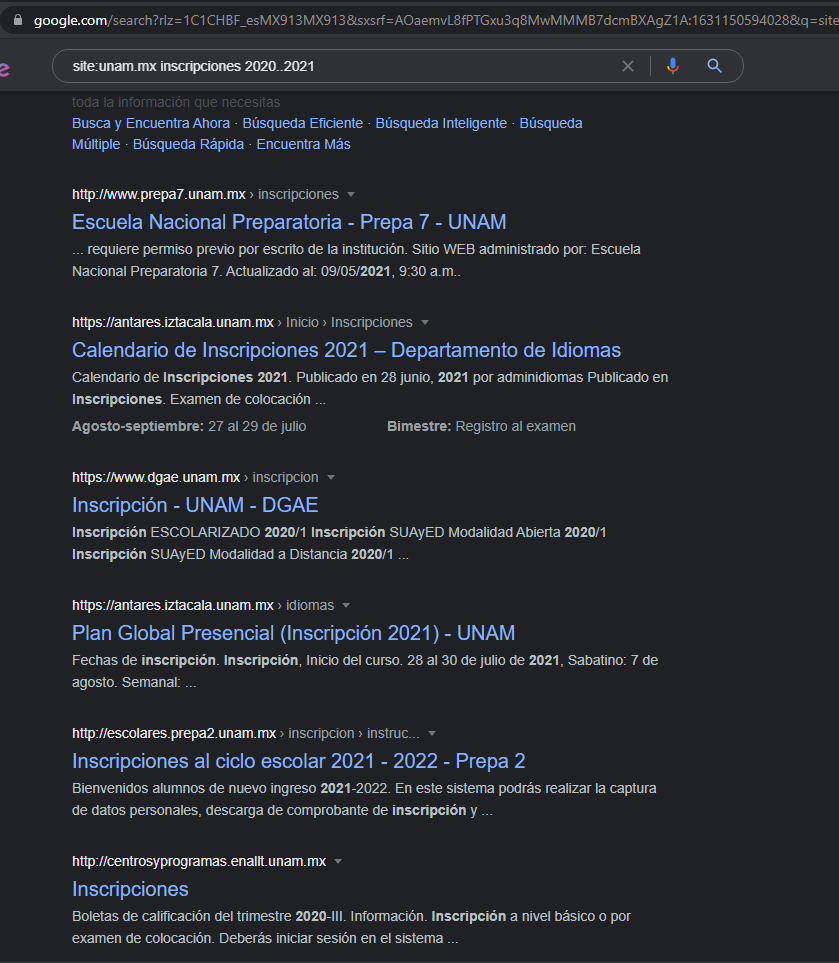 google.com/search?rlz=1C1CHBF_esMX913MX913&sxsrf=AOaemvL8fPTGxu3q8MwMMMB7dcmBXAgZ1A:1631150594028&q=site
e
site:unam.mx inscripciones 2020..2021
toda la información que necesitas
Busca y Encuentra Ahora · Búsqueda Eficiente · Búsqueda Inteligente · Búsqueda
Múltiple · Búsqueda Rápida · Encuentra Más
http://www.prepa7.unam.mx › inscripciones
Escuela Nacional Preparatoria - Prepa 7 - UNAM
... requiere permiso previo por escrito de la institución. Sitio WEB administrado por: Escuela
Nacional Preparatoria 7. Actualizado al: 09/05/2021, 9:30 a.m..
https://antares.iztacala.unam.mx › Inicio › Inscripciones
Calendario de Inscripciones 2021 – Departamento de Idiomas
Calendario de Inscripciones 2021. Publicado en 28 junio, 2021 por adminidiomas Publicado en
Inscripciones. Examen de colocación ...
Agosto-septiembre: 27 al 29 de julio Bimestre: Registro al examen
https://www.dgae.unam.mx › inscripcion
Inscripción - UNAM - DGAE
Inscripción ESCOLARIZADO 2020/1 Inscripción SUAyED Modalidad Abierta 2020/1
Inscripción SUAyED Modalidad a Distancia 2020/1 ...
https://antares.iztacala.unam.mx › idiomas
Plan Global Presencial (Inscripción 2021) - UNAM
Fechas de inscripción. Inscripción, Inicio del curso. 28 al 30 de julio de 2021, Sabatino: 7 de
agosto. Semanal: ...
http://escolares.prepa2.unam.mx › inscripcion › instruc...
Inscripciones al ciclo escolar 2021 - 2022 - Prepa 2
Bienvenidos alumnos de nuevo ingreso 2021-2022. En este sistema podrás realizar la captura
de datos personales, descarga de comprobante de inscripción y ...
http://centrosyprogramas.enallt.unam.mx
Inscripciones
Boletas de calificación del trimestre 2020-III. Información. Inscripción a nivel básico o por
examen de colocación. Deberás iniciar sesión en el sistema ...